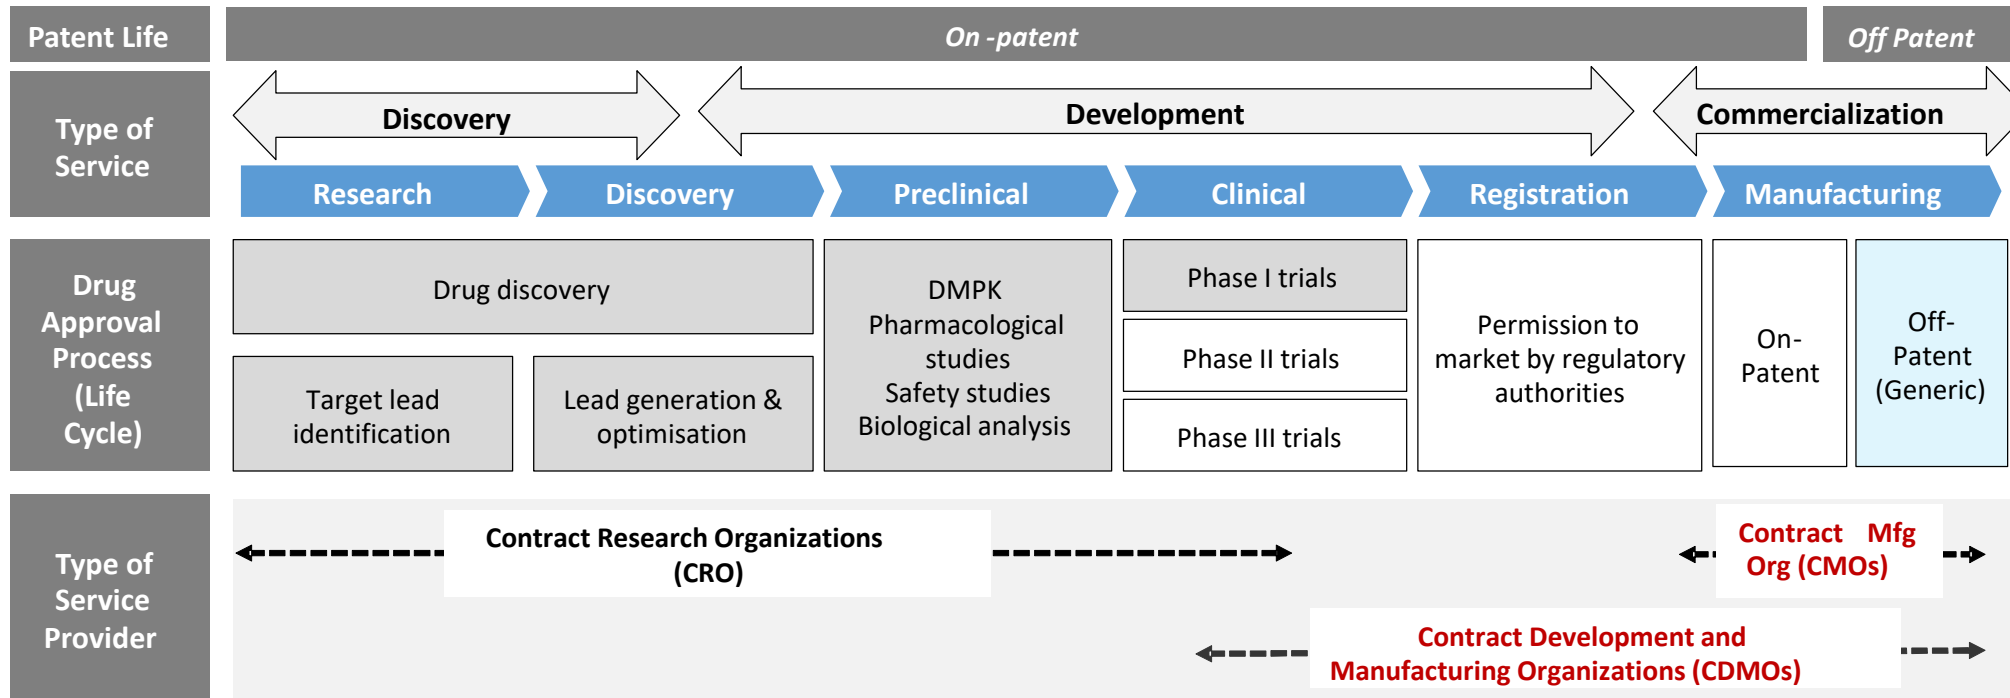 Patent Life
On -patent
Off Patent
Type of
Service
Discovery
Development
Commercialization
Research
Discovery
Preclinical
Clinical
Registration
Manufacturing
Drug
Approval
Process
(Life
Cycle)
Drug discovery
Target lead
identification
Lead generation &
optimisation
DMPK
Pharmacological
studies
Safety studies
Biological analysis
Phase I trials
Phase II trials
Phase III trials
Permission to
market by regulatory
authorities
On-
Patent
Off-
Patent
(Generic)
Type of
Service
Provider
Contract Research Organizations
(CRO)
Contract Mfg
Org (CMOs)
Contract Development and
Manufacturing Organizations (CDMOs)